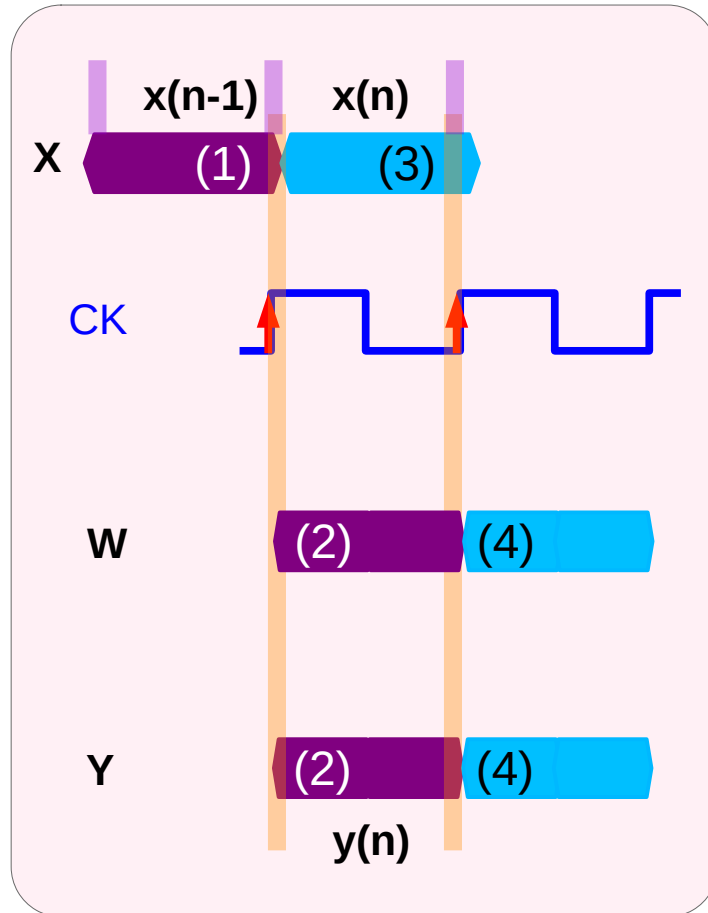 x(n-1) x(n)
X (1) (3)
CK
W (2) (4)
Y (2) (4)
y(n)